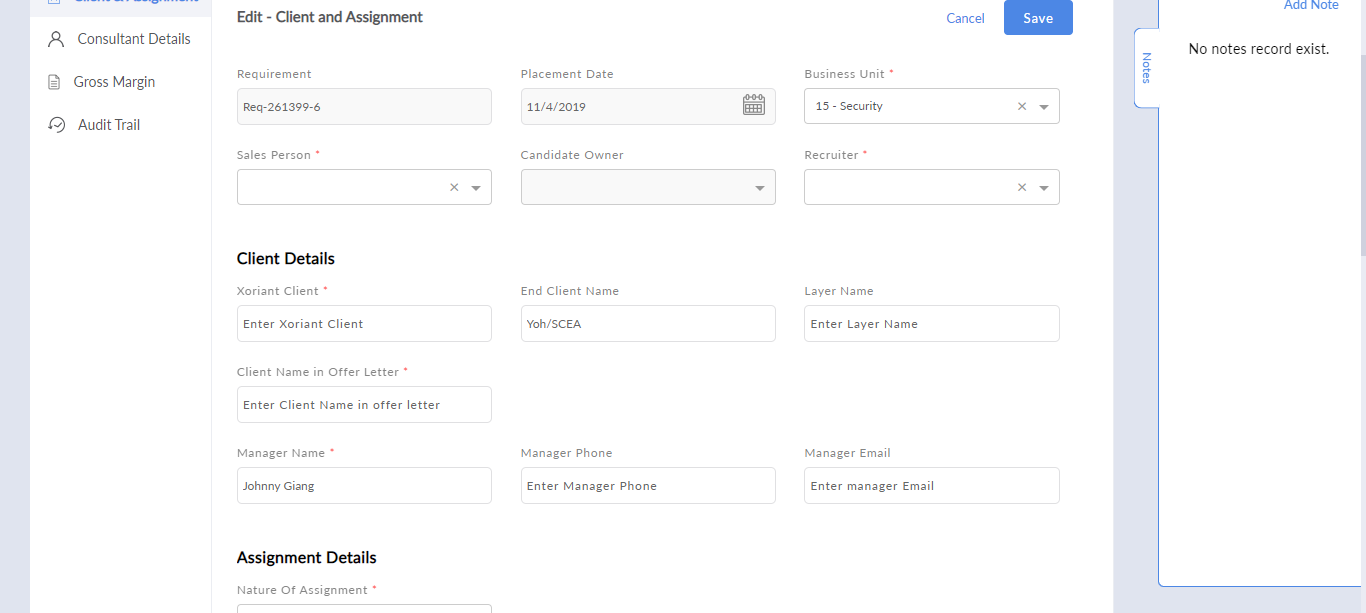 Client & Assignment
Consultant Details
Gross Margin
Audit Trail
Edit - Client and Assignment
Cancel
Save
Requirement
Placement Date
Business Unit *
Req-261399-6
11/4/2019
15 - Security
Sales Person *
Candidate Owner
Recruiter *
Client Details
Xoriant Client *
End Client Name
Layer Name
Enter Xoriant Client
Yoh/SCEA
Enter Layer Name
Client Name in Offer Letter *
Enter Client Name in offer letter
Manager Name *
Manager Phone
Manager Email
Johnny Giang
Enter Manager Phone
Enter manager Email
Assignment Details
Nature Of Assignment *
Add Note
Notes
No notes record exist.